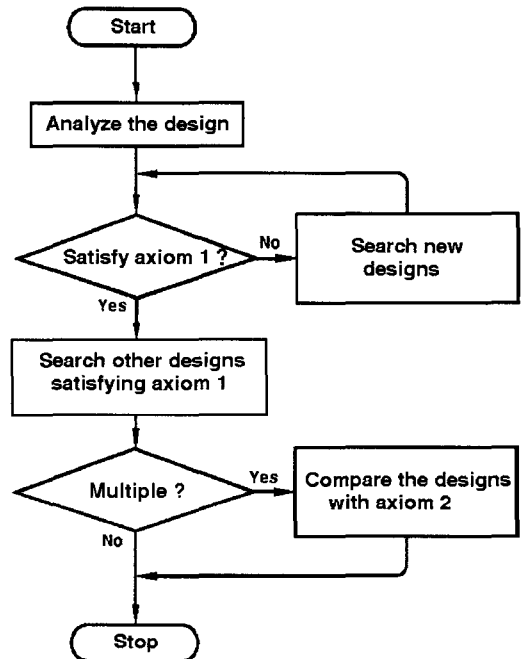 Start
Analyze the design
Satisfy axiom 1 ?
No
Search new
designs
Yes
Search other designs
satisfying axiom 1
Multiple ?
Yes
Compare the designs
with axiom 2
No
Stop